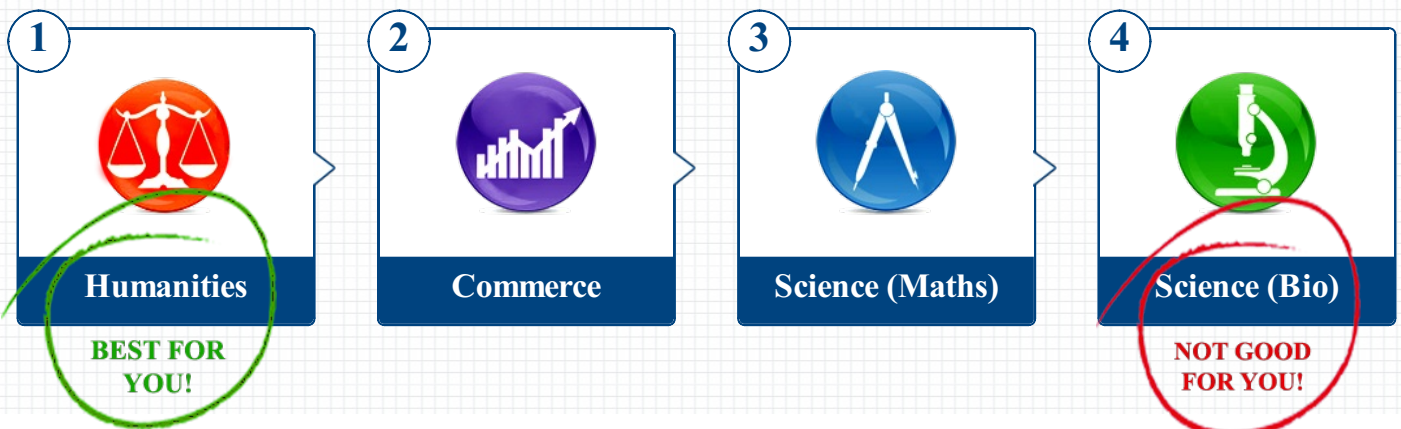 1
2
3
4
Humanities
Commerce
Science (Maths)
Science (Bio)
BEST FOR
YOU!
NOT GOOD
FOR YOU!